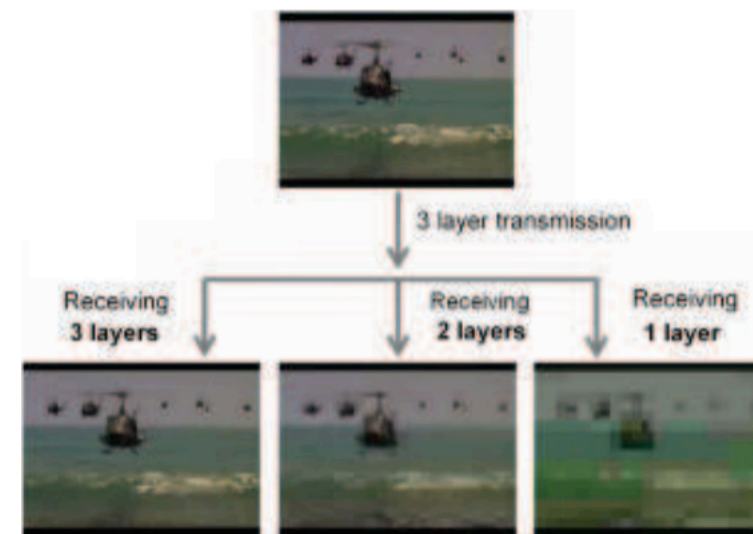 3 layer transmission
Receiving
3 layers
Receiving
2 layers
Receiving
1 layer